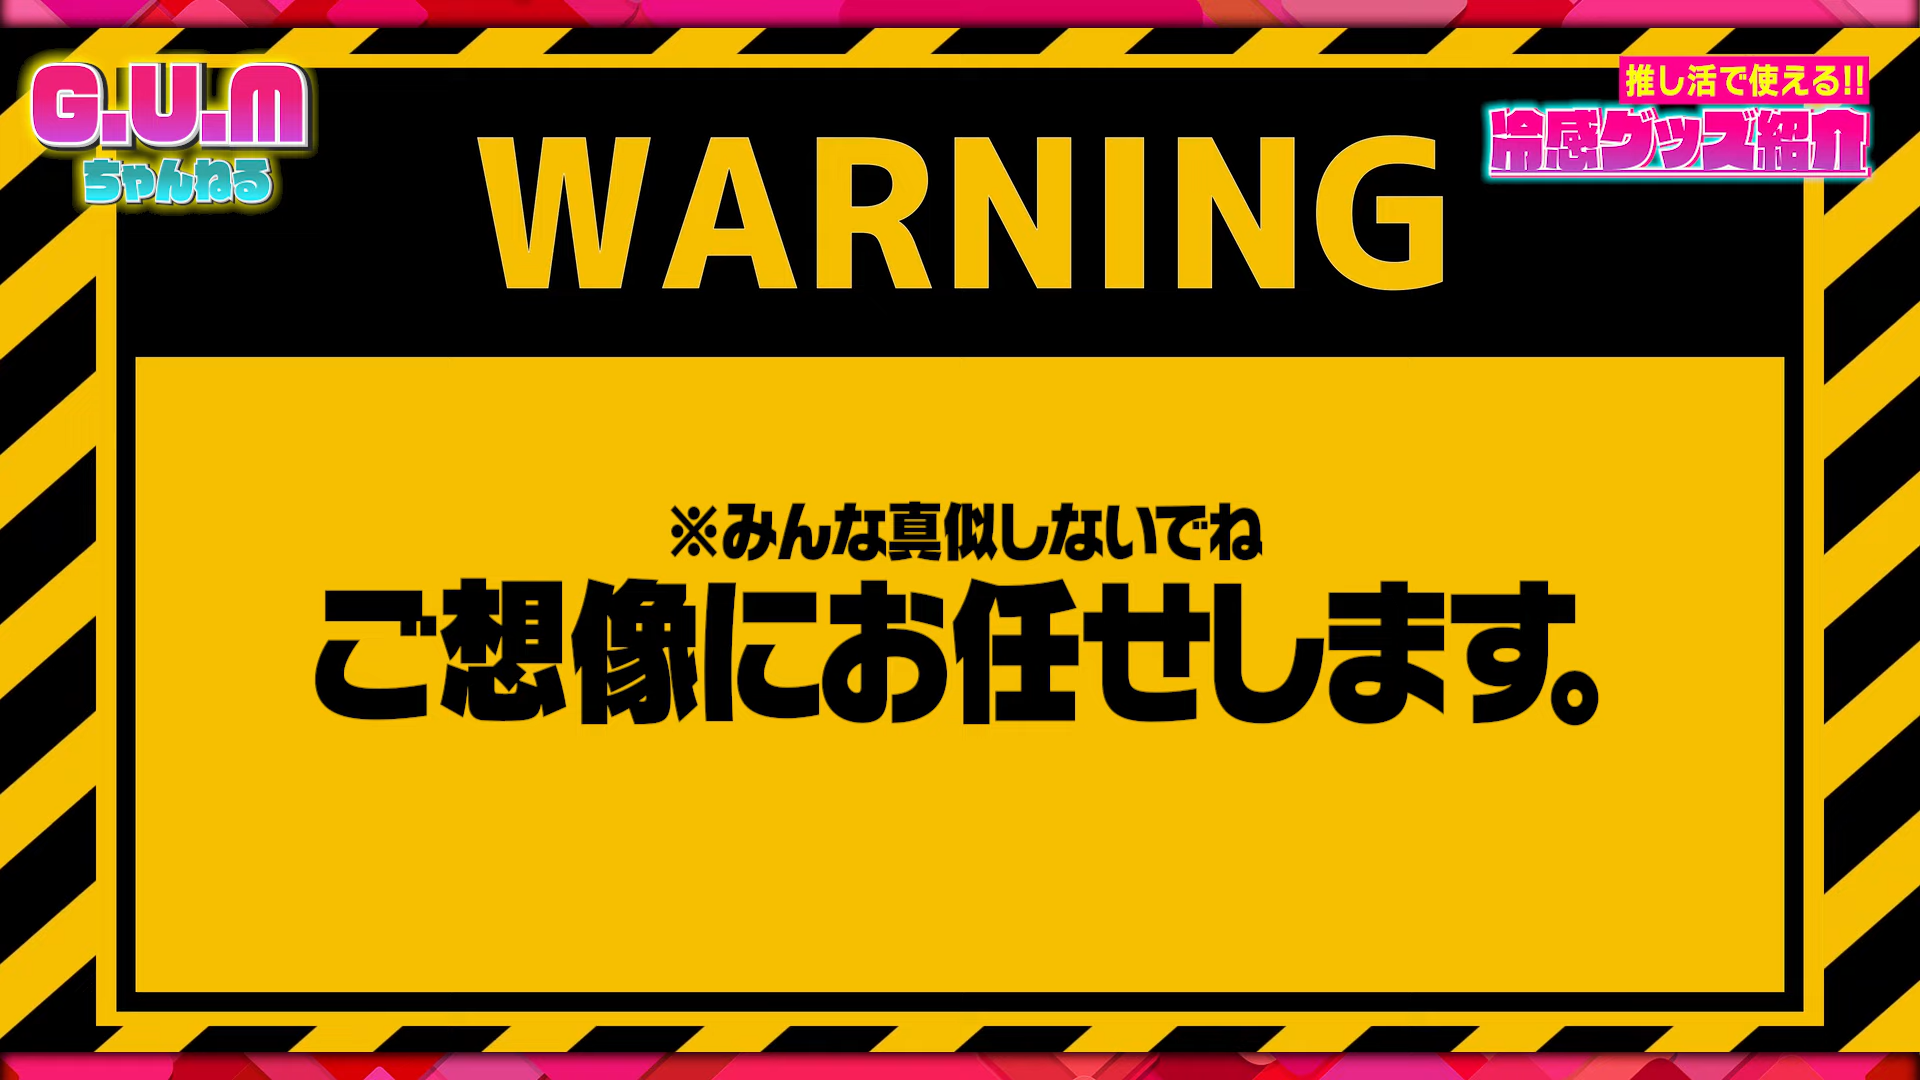 G.U.M
ちゃんねる
推し活で使える!!
冷感グッズ紹介
WARNING
※みんな真似しないでね
ご想像にお任せします。